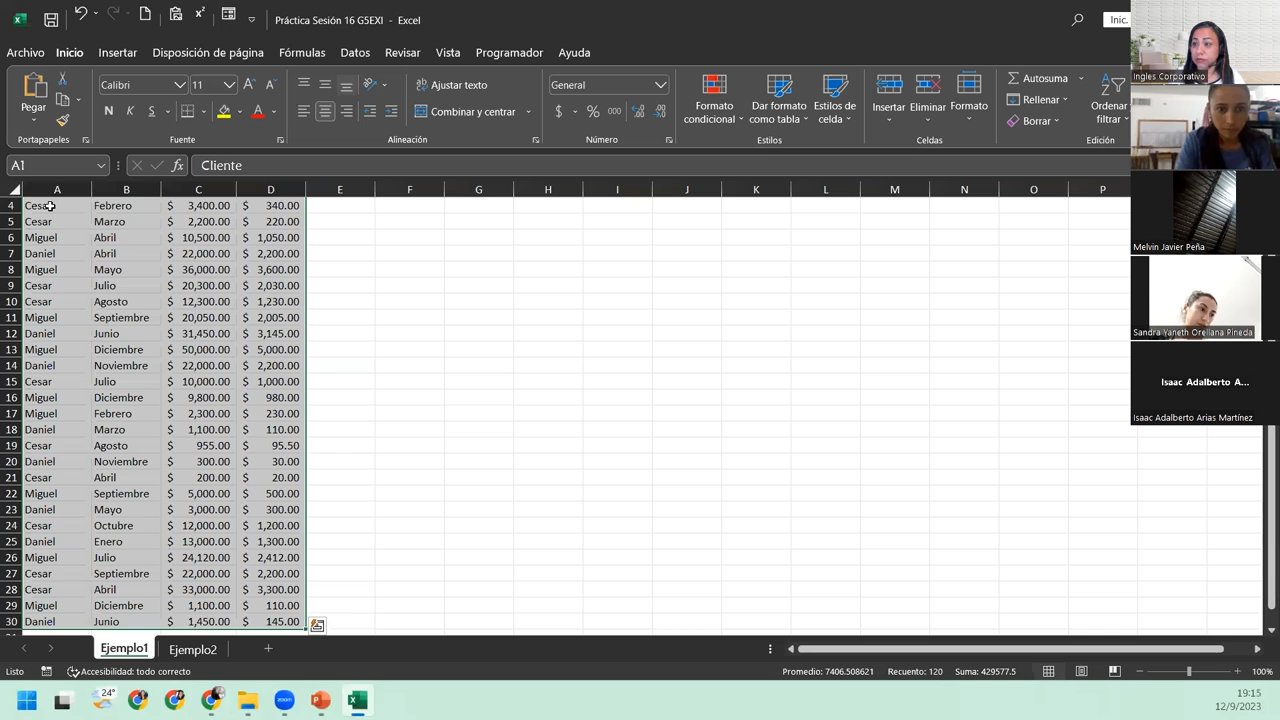 Practica Sesión 16 G5EXI - Excel
Inic.
Archivo Inicio Insertar Disposición de página Fórmulas Datos Revisar Programador Ayuda
Pegar
Calibri 11
N K S
ab Ajustar
Combinar y centrar
General
% 000
Formato condicional
Dar formato como tabla
Estilos de celda
Insertar Eliminar Formato
Autosuma
Rellenar
Borrar
Ordenar
filtrar
Portapapeles Fuente Alineación Número Estilos Celdas Edición
A1 fx Cliente
A B C D E F G H I J K L M N O P
4 Cesar Febrero $ 3,400.00 $ 340.00
5 Cesar Marzo $ 2,200.00 $ 220.00
6 Miguel Abril $ 10,500.00 $ 1,050.00
7 Daniel Abril $ 22,000.00 $ 2,200.00
8 Miguel Mayo $ 36,000.00 $ 3,600.00
9 Cesar Julio $ 20,300.00 $ 2,030.00
10 Cesar Agosto $ 12,300.00 $ 1,230.00
11 Miguel Septiembre $ 20,050.00 $ 2,005.00
12 Daniel Junio $ 31,450.00 $ 3,145.00
13 Miguel Diciembre $ 50,000.00 $ 5,000.00
14 Daniel Noviembre $ 22,000.00 $ 2,200.00
15 Cesar Julio $ 10,000.00 $ 1,000.00
16 Miguel Diciembre $ 9,800.00 $ 980.00
17 Miguel Febrero $ 2,300.00 $ 230.00
18 Daniel Marzo $ 1,100.00 $ 110.00
19 Cesar Agosto $ 955.00 $ 95.50
20 Daniel Noviembre $ 300.00 $ 30.00
21 Cesar Abril $ 200.00 $ 20.00
22 Miguel Septiembre $ 5,000.00 $ 500.00
23 Daniel Mayo $ 3,000.00 $ 300.00
24 Cesar Octubre $ 12,000.00 $ 1,200.00
25 Daniel Enero $ 13,000.00 $ 1,300.00
26 Miguel Julio $ 24,120.00 $ 2,412.00
27 Cesar Septiembre $ 22,000.00 $ 2,200.00
28 Cesar Abril $ 33,000.00 $ 3,300.00
29 Miguel Diciembre $ 1,100.00 $ 110.00
30 Daniel Junio $ 1,450.00 $ 145.00
Ejemplo1 Ejemplo2
Listo Accesibilidad: todo correcto Promedio: 7406.508621 Recuento: 120 Suma: 429577.5 100%
24°
zoom
19:15
12/9/2023
Ingles Corporativo
Melvin Javier Peña
Sandra Yaneth Orellana Pineda
Isaac Adalberto A...
Isaac Adalberto Arias Martínez